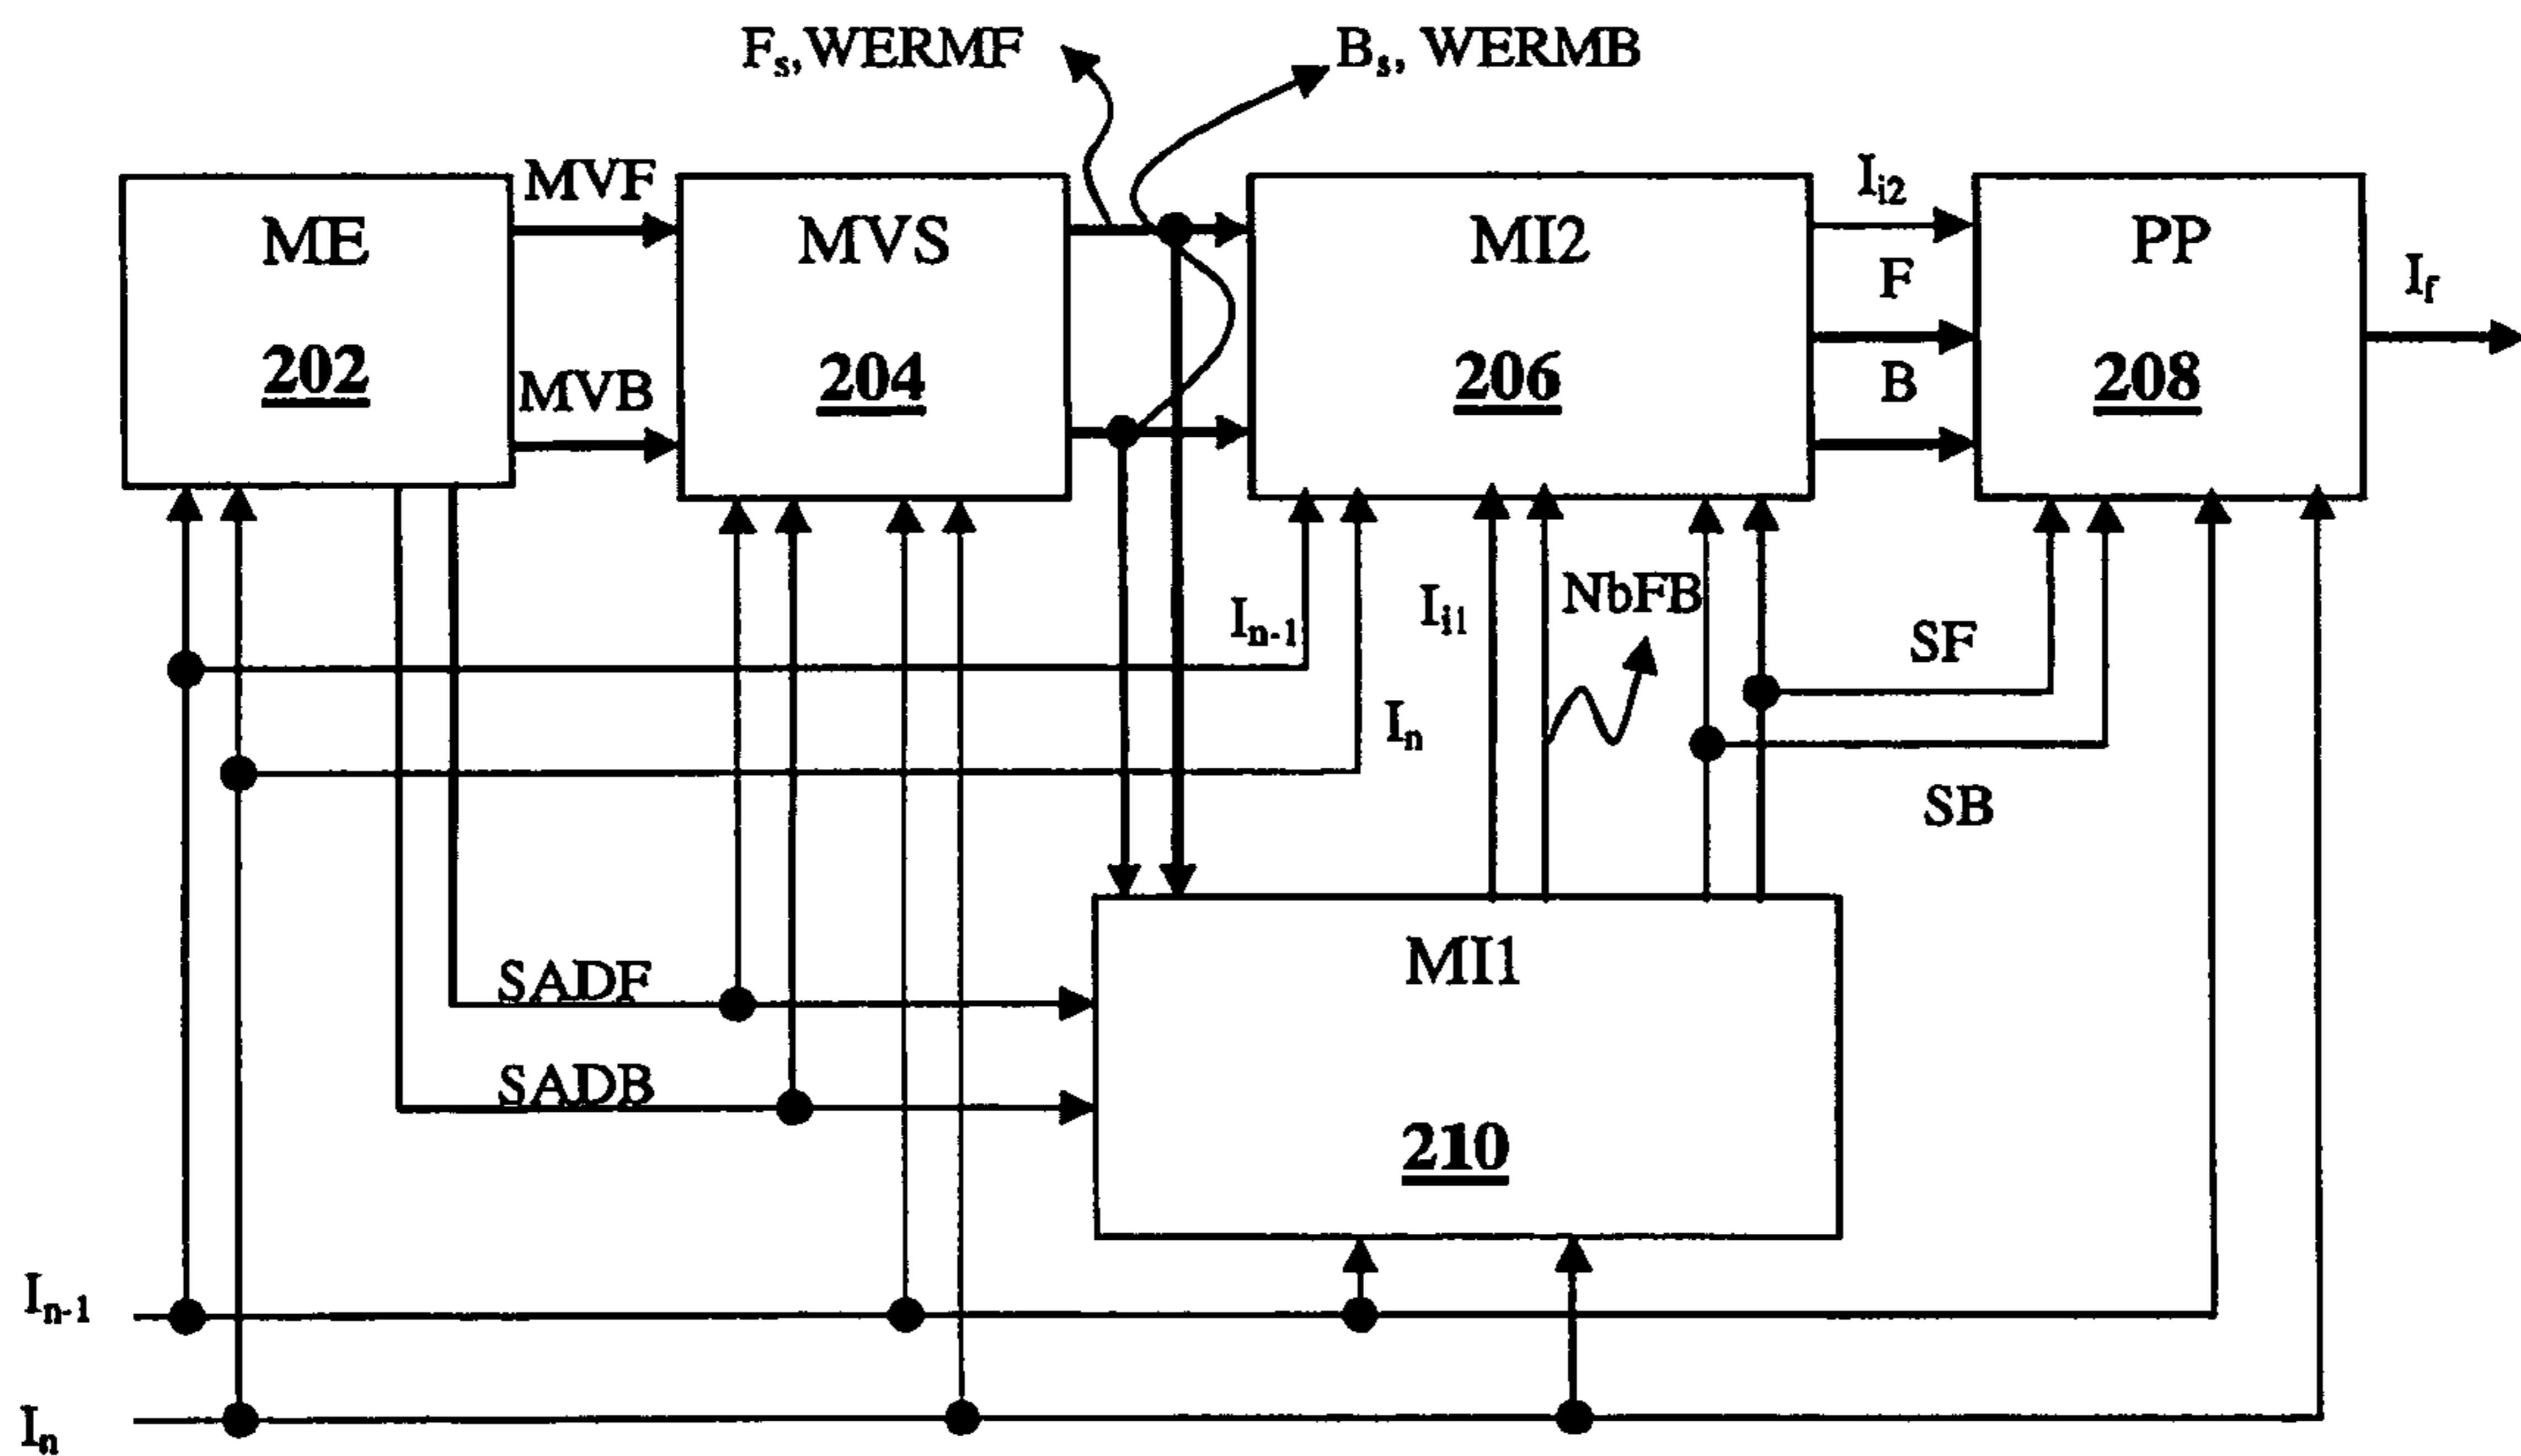 Fs, WERMF
Bs, WERMB
ME
202
MVF
MVB
MVS
204
MI2
206
Ii2
F
B
PP
208
If
In-1
In
Ii1
NbFB
SF
SB
SADF
SADB
MI1
210
In-1
In